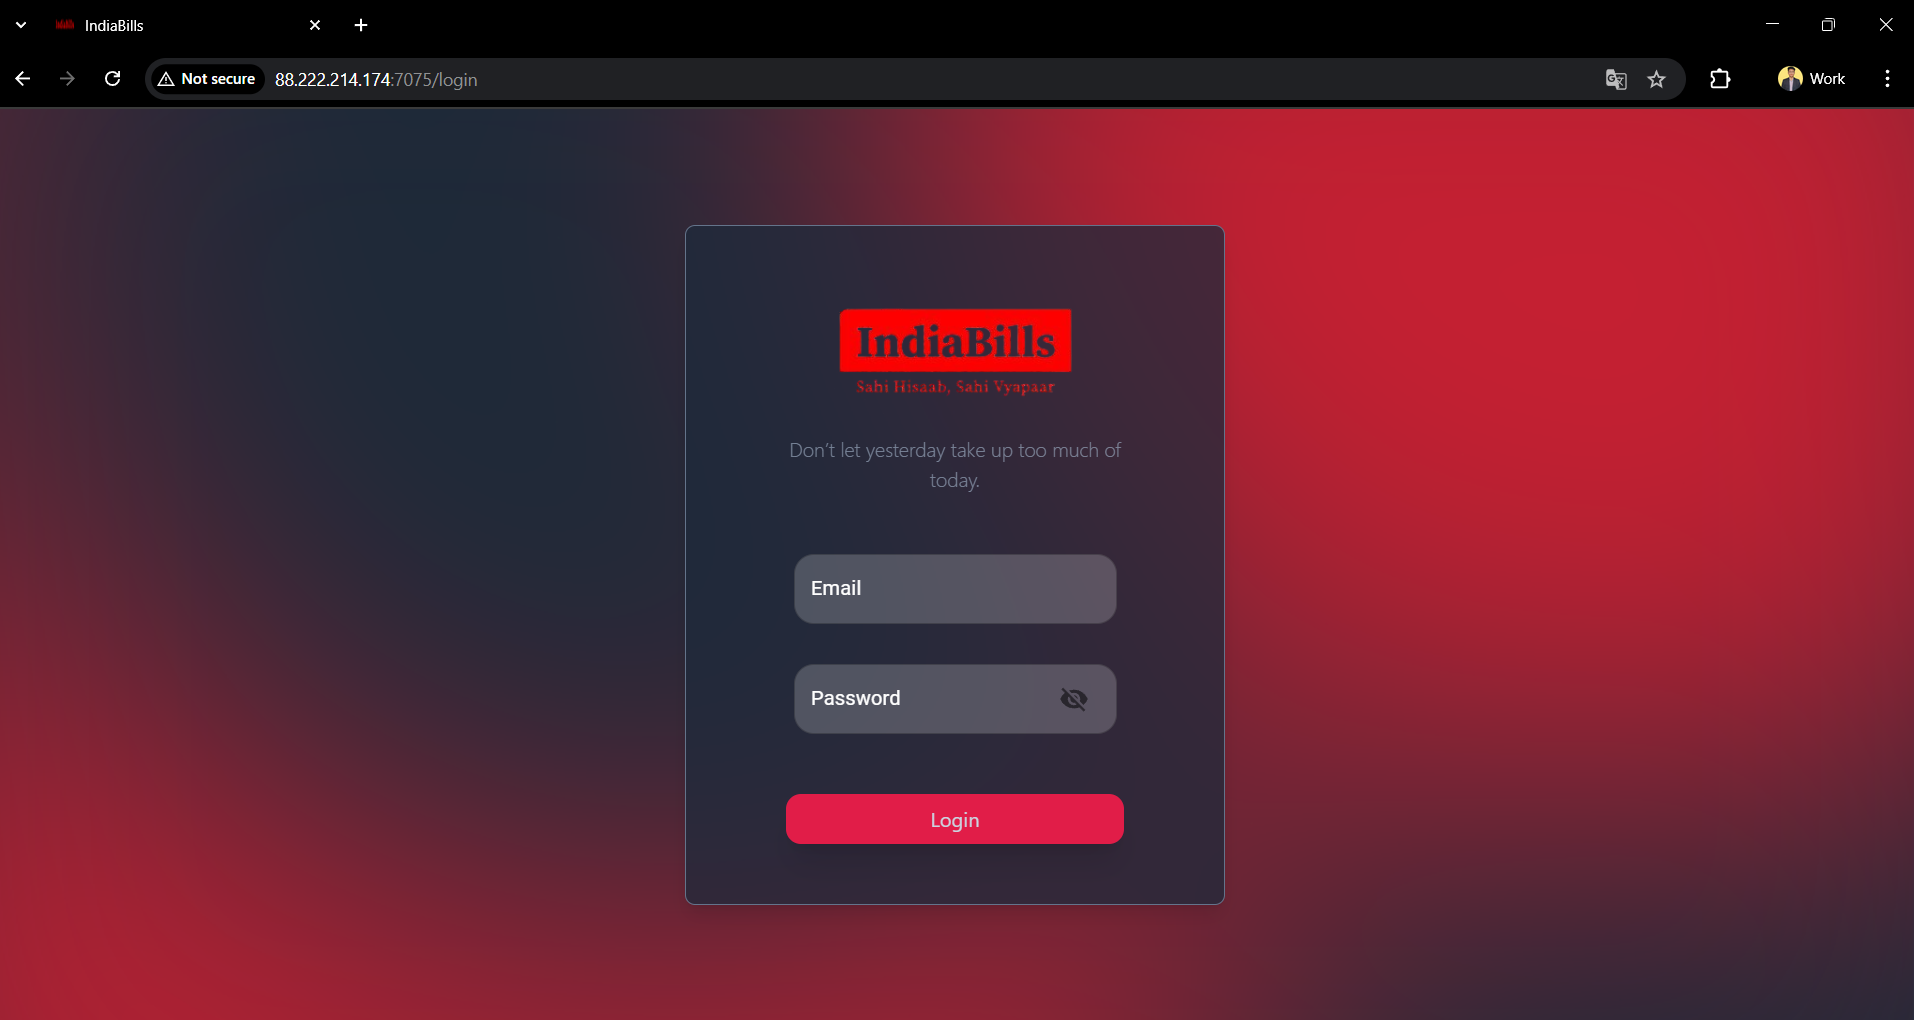 IndiaBills
Not secure
88.222.214.174:7075/login
Work
IndiaBills
Sahi Hisaab, Sahi Vyapaar
Don’t let yesterday take up too much of
today.
Email
Password
Login